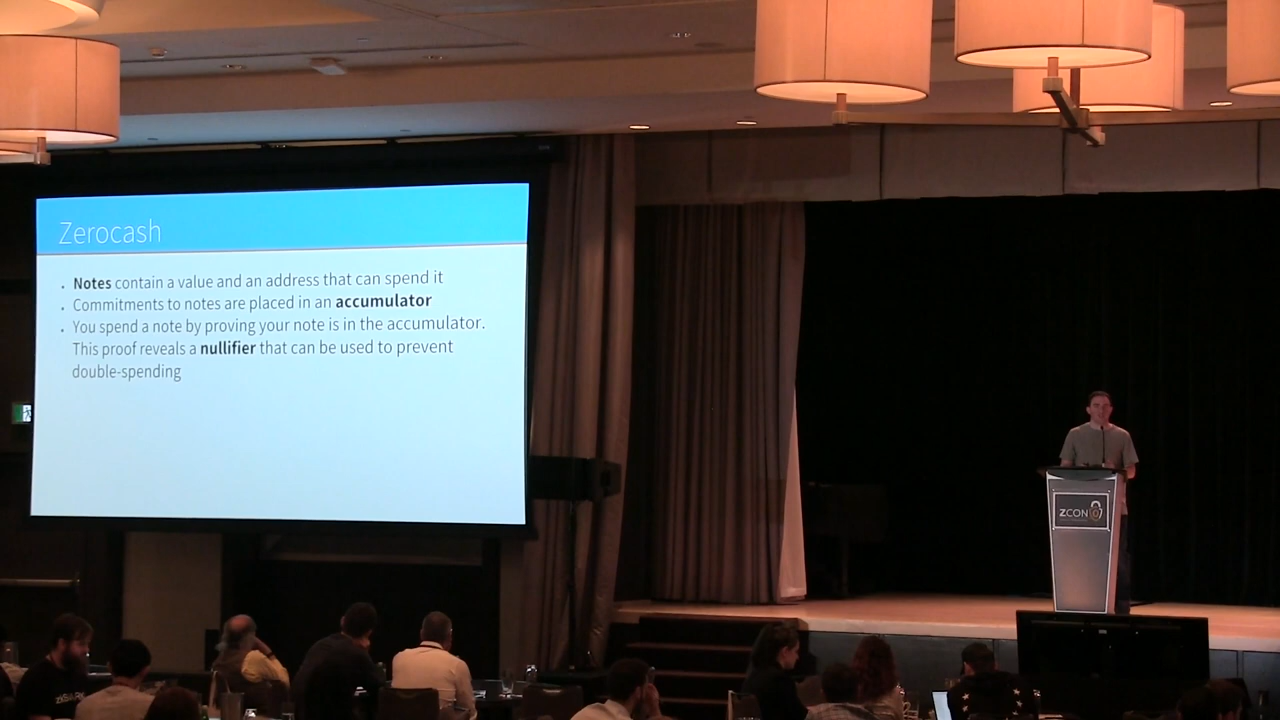 Zerocash
• Notes contain a value and an address that can spend it
• Commitments to notes are placed in an accumulator
• You spend a note by proving your note is in the accumulator.
This proof reveals a nullifier that can be used to prevent
double-spending
ZCON0